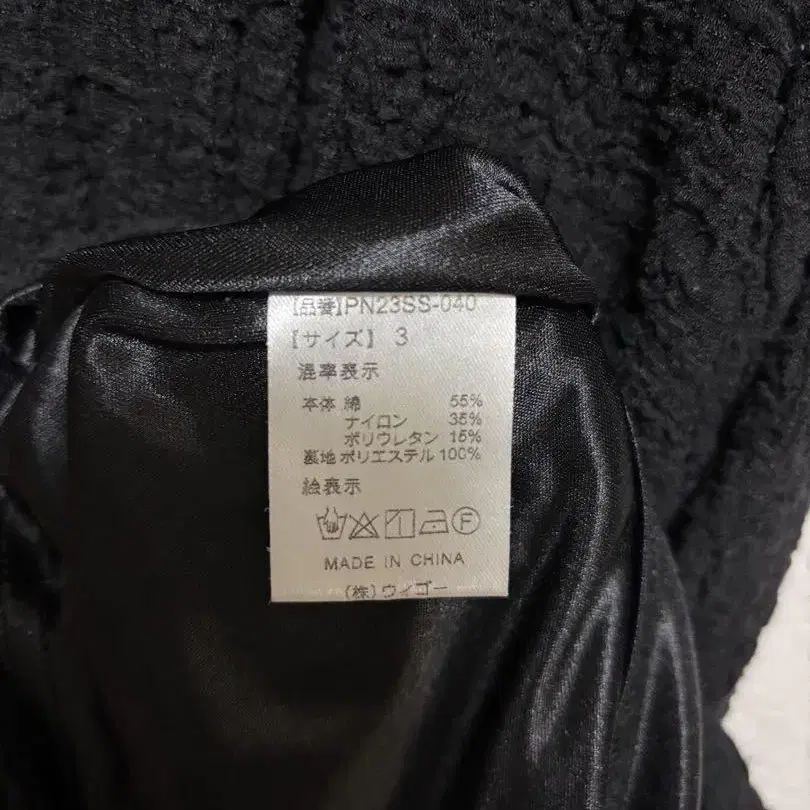 【品番】PN23SS-040
【サイズ】 3
混率表示
本体 綿 55%
ナイロン 35%
ポリウレタン 15%
裏地 ポリエステル 100%
絵表示
F
MADE IN CHINA
(株)ウィゴー